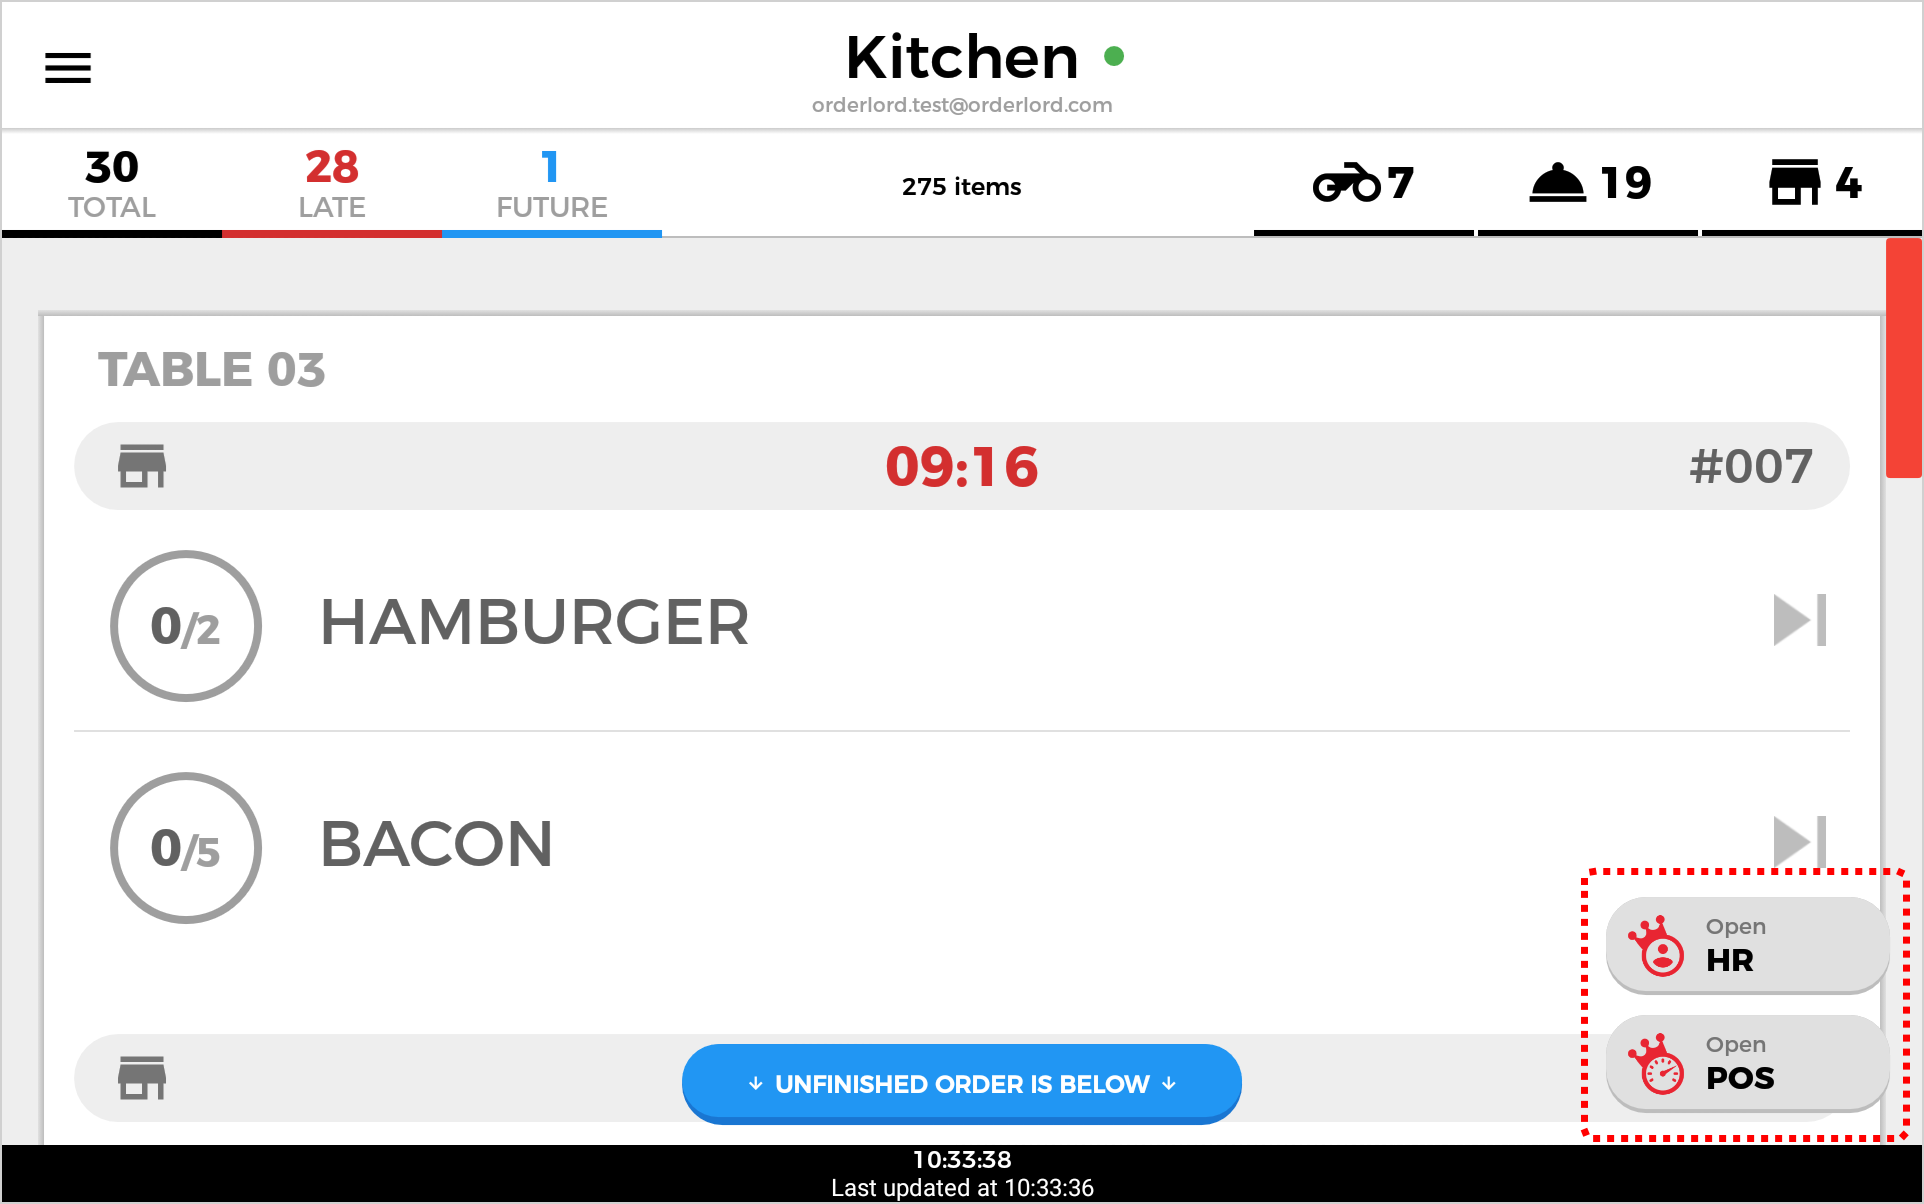 Kitchen
orderlord.test@orderlord.com
30
TOTAL
28
LATE
1
FUTURE
275 items
7
19
4
TABLE 03
09:16
#007
0/2
HAMBURGER
0/5
BACON
Open
HR
Open
POS
↓ UNFINISHED ORDER IS BELOW ↓
10:33:38
Last updated at 10:33:36